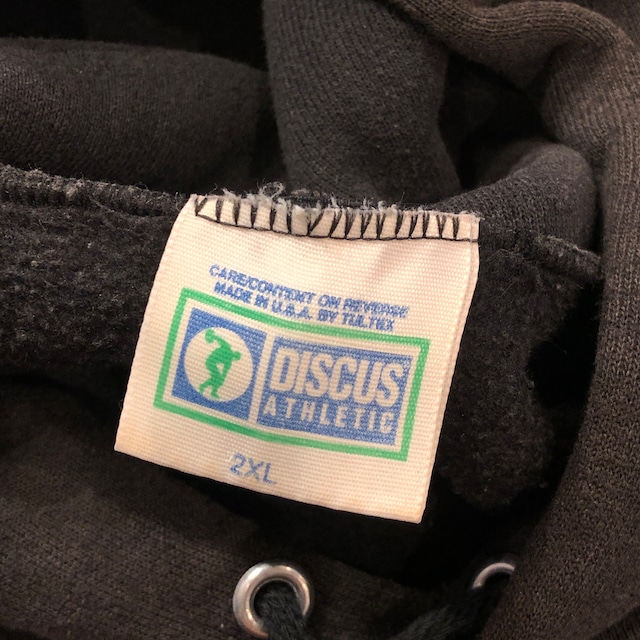 CARE/CONTENT ON REVERSE
MADE IN U.S.A. BY TULTEX
DISCUS
ATHLETIC
2XL